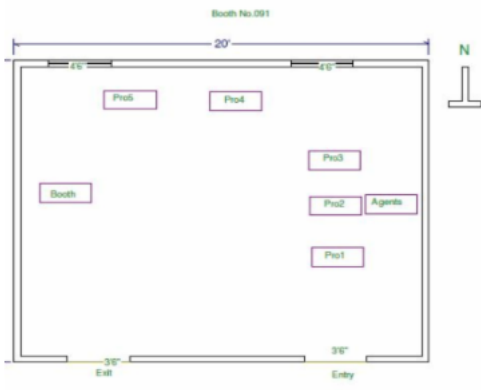 Booth No.091
20'
N
4'6"
4'6"
Pro5
Pro4
Pro3
Booth
Pro2
Agents
Pro1
3'6"
3'6"
Exit
Entry